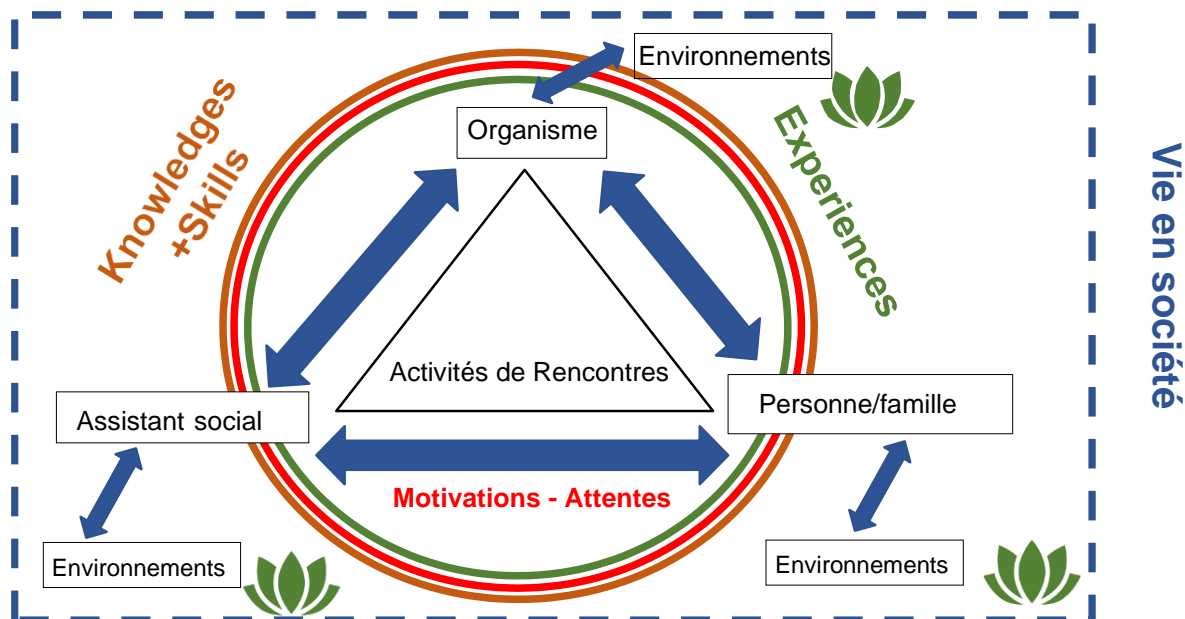 Environnements
Organisme
Knowledges
+Skills
Experiences
Vie en société
Activités de Rencontres
Assistant social
Personne/famille
Motivations - Attentes
Environnements
Environnements